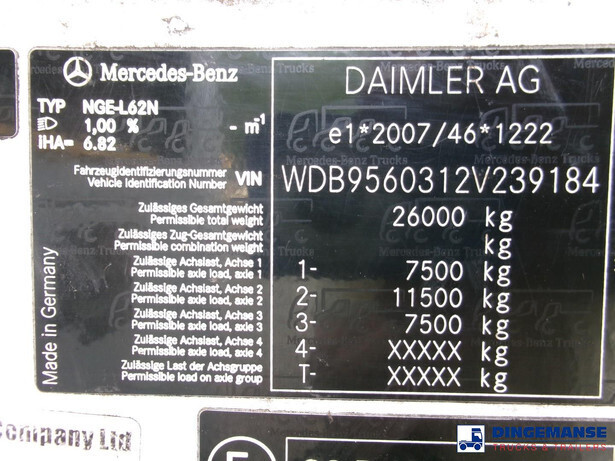 Mercedes-Benz
DAIMLER AG
TYP NGE-L62N
1,00 % - m-1
IHA= 6.82
e1*2007/46*1222
Fahrzeugidentifizierungsnummer
Vehicle Identification Number VIN WDB9560312V239184
Zulässiges Gesamtgewicht
Permissible total weight 26000 kg
Zulässiges Zug-Gesamtgewicht
Permissible combination weight kg
Zulässige Achslast, Achse 1
Permissible axle load, axle 1 1- 7500 kg
Zulässige Achslast, Achse 2
Permissible axle load, axle 2 2- 11500 kg
Zulässige Achslast, Achse 3
Permissible axle load, axle 3 3- 7500 kg
Zulässige Achslast, Achse 4
Permissible axle load, axle 4 4- XXXXX kg
Zulässige Last der Achsgruppe
Permissible load on axle group T- XXXXX kg
Made in Germany
Company Ltd
DINGEMANSE
TRUCKS & TRAILERS